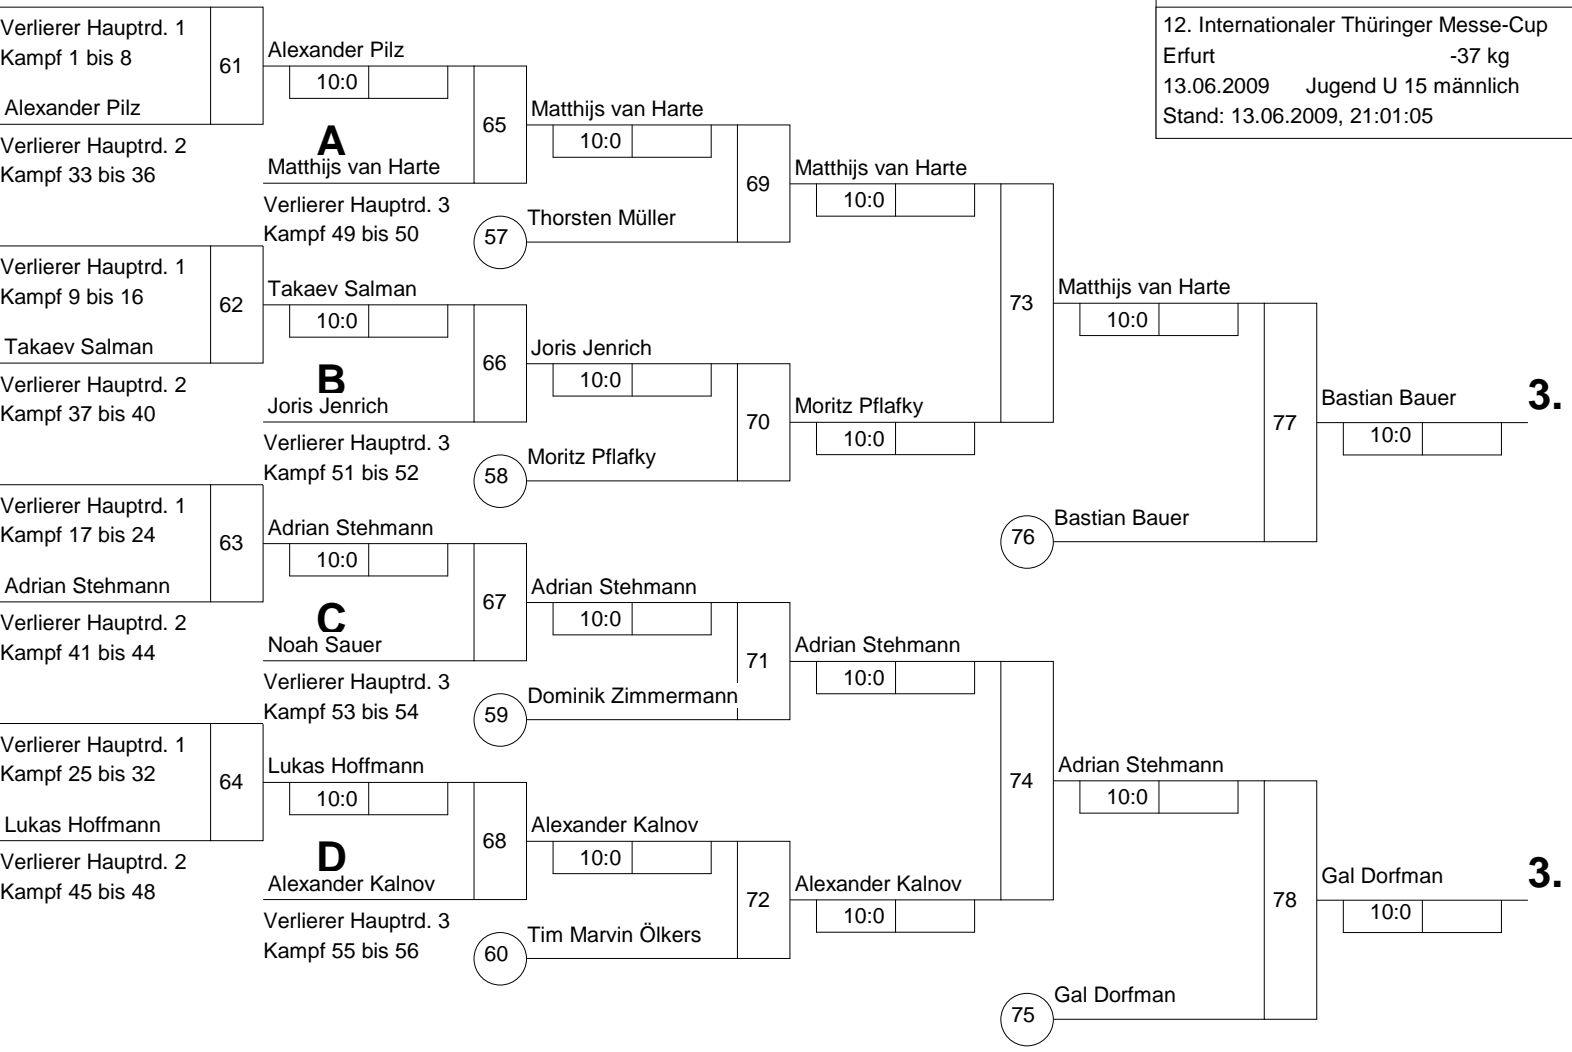 12. Internationaler Thüringer Messe-Cup
Erfurt -37 kg
13.06.2009 Jugend U 15 männlich
Stand: 13.06.2009, 21:01:05
Verlierer Hauptrd. 1
Kampf 1 bis 8
61
Alexander Pilz
Verlierer Hauptrd. 2
Kampf 33 bis 36
Verlierer Hauptrd. 1
Kampf 9 bis 16
62
Takaev Salman
Verlierer Hauptrd. 2
Kampf 37 bis 40
Verlierer Hauptrd. 1
Kampf 17 bis 24
63
Adrian Stehmann
Verlierer Hauptrd. 2
Kampf 41 bis 44
Verlierer Hauptrd. 1
Kampf 25 bis 32
64
Lukas Hoffmann
Verlierer Hauptrd. 2
Kampf 45 bis 48
Alexander Pilz
10:0
65
A
Matthijs van Harte
Verlierer Hauptrd. 3
Kampf 49 bis 50
Takaev Salman
10:0
66
B
Joris Jenrich
Verlierer Hauptrd. 3
Kampf 51 bis 52
Adrian Stehmann
10:0
67
C
Noah Sauer
Verlierer Hauptrd. 3
Kampf 53 bis 54
Lukas Hoffmann
10:0
68
D
Alexander Kalnov
Verlierer Hauptrd. 3
Kampf 55 bis 56
Matthijs van Harte
10:0
69
57
Thorsten Müller
Joris Jenrich
10:0
70
58
Moritz Pflafky
Adrian Stehmann
10:0
71
59
Dominik Zimmermann
Alexander Kalnov
10:0
72
60
Tim Marvin Ölkers
Matthijs van Harte
10:0
73
Moritz Pflafky
10:0
Adrian Stehmann
10:0
74
Alexander Kalnov
10:0
Matthijs van Harte
10:0
77
76
Bastian Bauer
Adrian Stehmann
10:0
78
75
Gal Dorfman
Bastian Bauer
3.
10:0
Gal Dorfman
3.
10:0